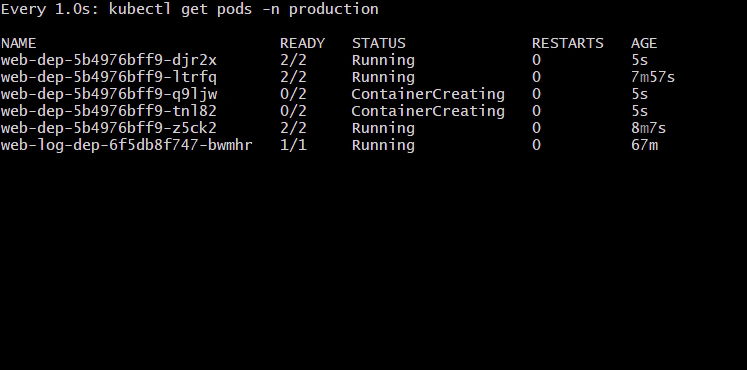 Every 1.0s: kubectl get pods -n production
NAME READY STATUS RESTARTS AGE
web-dep-5b4976bff9-djr2x 2/2 Running 0 5s
web-dep-5b4976bff9-ltrfq 2/2 Running 0 7m57s
web-dep-5b4976bff9-q9ljw 0/2 ContainerCreating 0 5s
web-dep-5b4976bff9-tnl82 0/2 ContainerCreating 0 5s
web-dep-5b4976bff9-z5ck2 2/2 Running 0 8m7s
web-log-dep-6f5db8f747-bwmhr 1/1 Running 0 67m